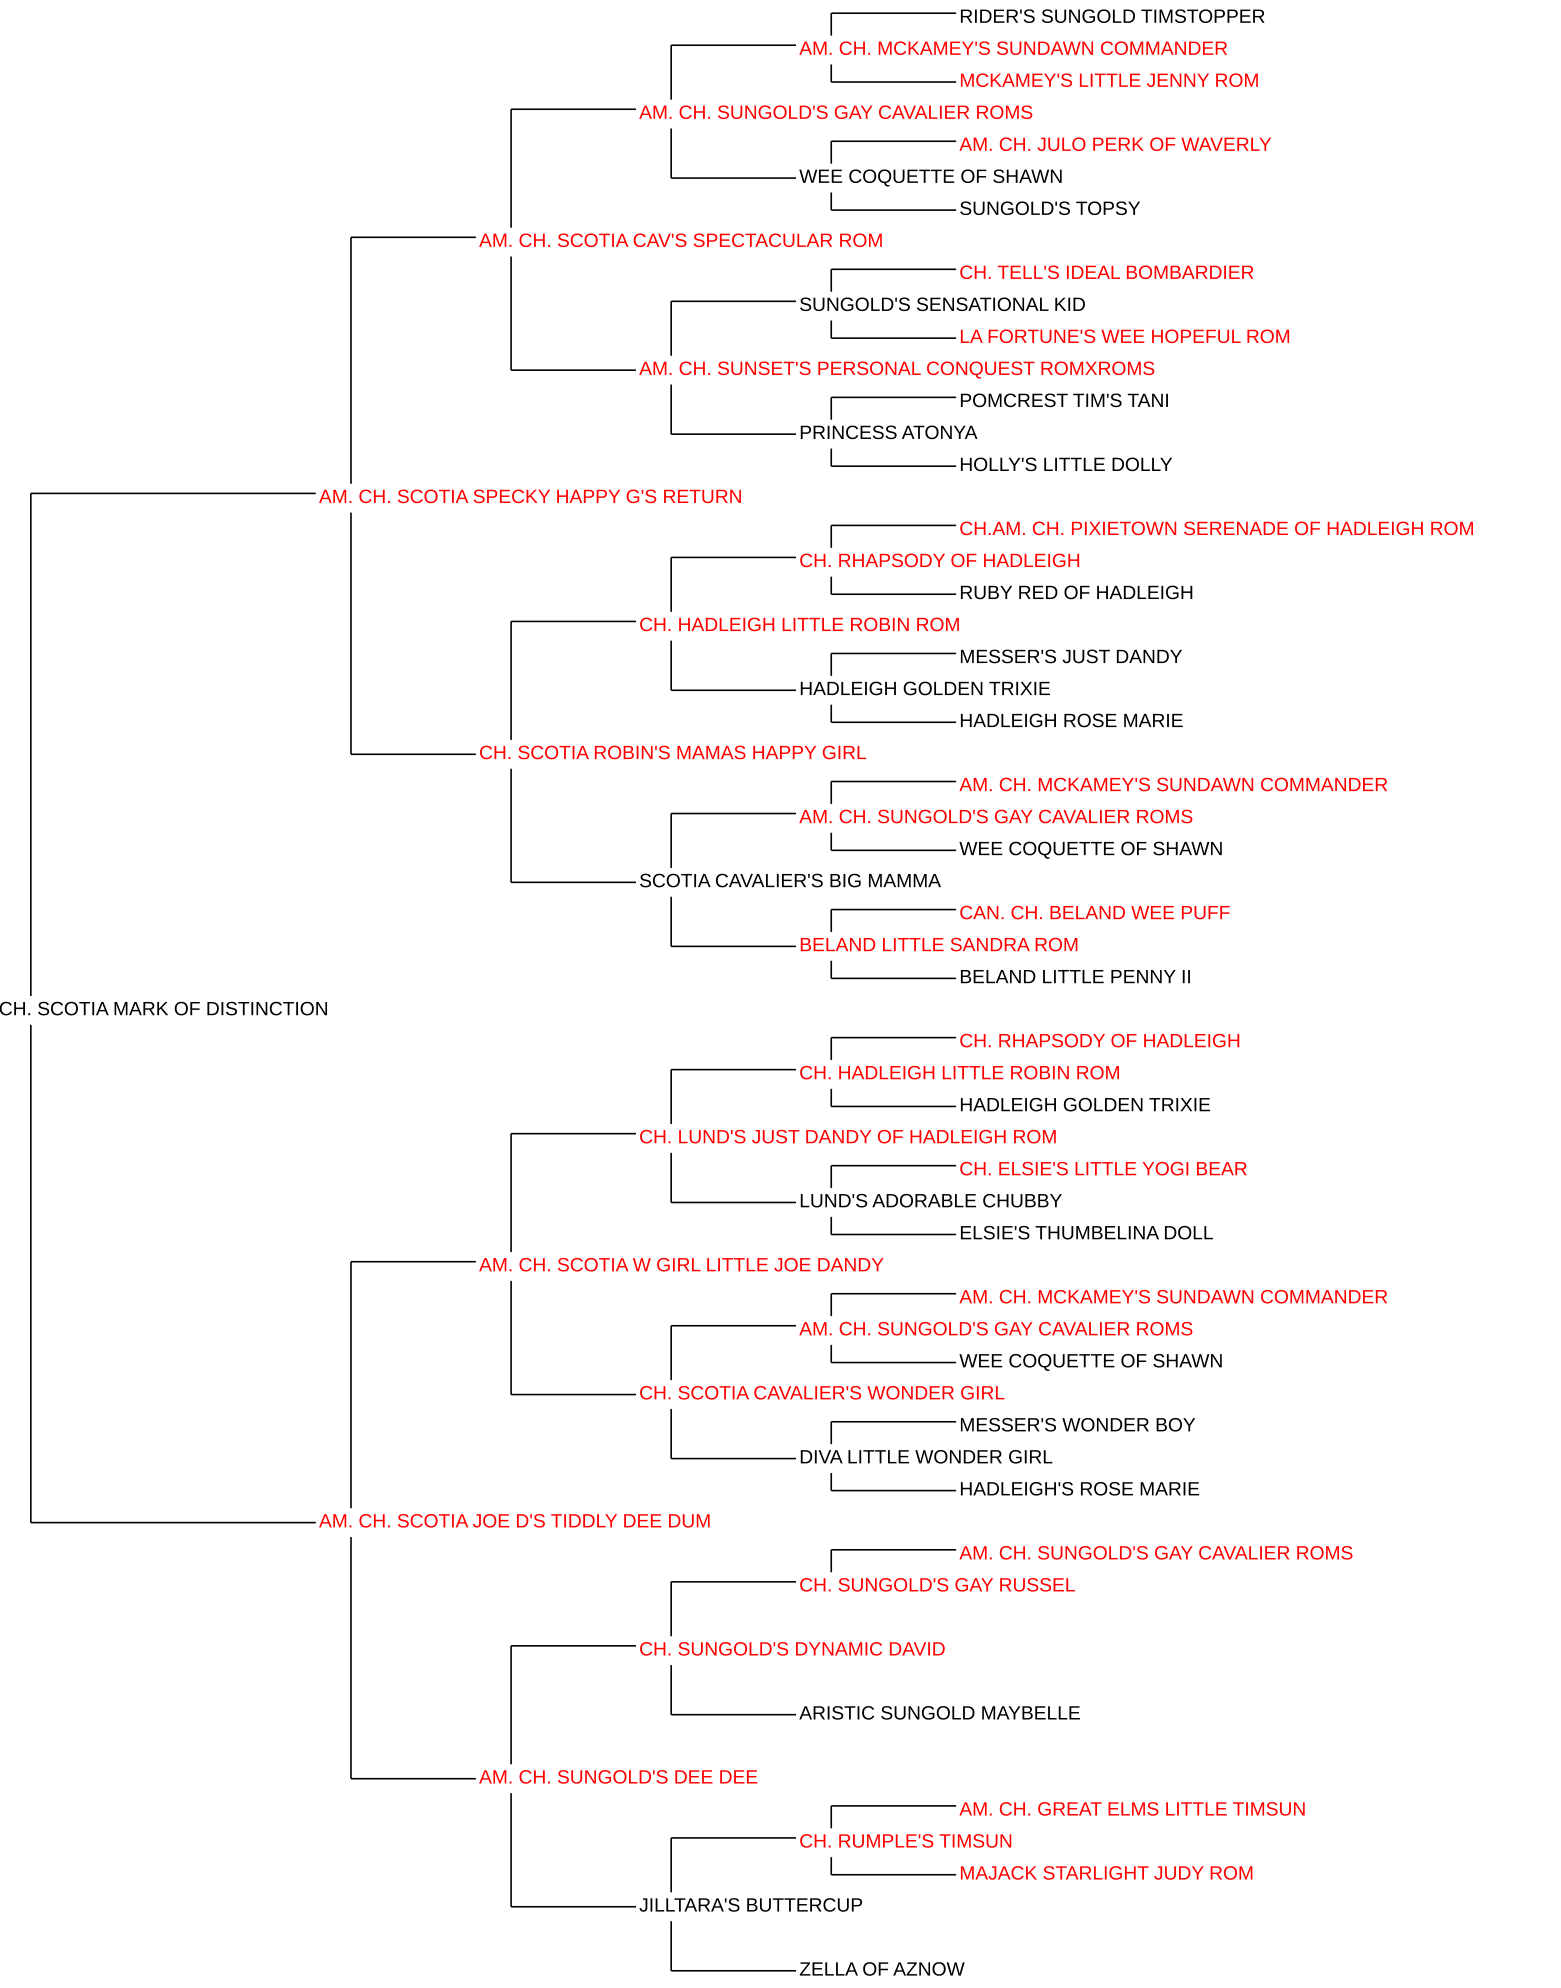 RIDER'S SUNGOLD TIMSTOPPER
AM. CH. MCKAMEY'S SUNDAWN COMMANDER
MCKAMEY'S LITTLE JENNY ROM
AM. CH. SUNGOLD'S GAY CAVALIER ROMS
AM. CH. JULO PERK OF WAVERLY
WEE COQUETTE OF SHAWN
SUNGOLD'S TOPSY
AM. CH. SCOTIA CAV'S SPECTACULAR ROM
CH. TELL'S IDEAL BOMBARDIER
SUNGOLD'S SENSATIONAL KID
LA FORTUNE'S WEE HOPEFUL ROM
AM. CH. SUNSET'S PERSONAL CONQUEST ROMXROMS
POMCREST TIM'S TANI
PRINCESS ATONYA
HOLLY'S LITTLE DOLLY
AM. CH. SCOTIA SPECKY HAPPY G'S RETURN
CH.AM. CH. PIXIETOWN SERENADE OF HADLEIGH ROM
CH. RHAPSODY OF HADLEIGH
RUBY RED OF HADLEIGH
CH. HADLEIGH LITTLE ROBIN ROM
MESSER'S JUST DANDY
HADLEIGH GOLDEN TRIXIE
HADLEIGH ROSE MARIE
CH. SCOTIA ROBIN'S MAMAS HAPPY GIRL
AM. CH. MCKAMEY'S SUNDAWN COMMANDER
AM. CH. SUNGOLD'S GAY CAVALIER ROMS
WEE COQUETTE OF SHAWN
SCOTIA CAVALIER'S BIG MAMMA
CAN. CH. BELAND WEE PUFF
BELAND LITTLE SANDRA ROM
BELAND LITTLE PENNY II
CH. SCOTIA MARK OF DISTINCTION
CH. RHAPSODY OF HADLEIGH
CH. HADLEIGH LITTLE ROBIN ROM
HADLEIGH GOLDEN TRIXIE
CH. LUND'S JUST DANDY OF HADLEIGH ROM
CH. ELSIE'S LITTLE YOGI BEAR
LUND'S ADORABLE CHUBBY
ELSIE'S THUMBELINA DOLL
AM. CH. SCOTIA W GIRL LITTLE JOE DANDY
AM. CH. MCKAMEY'S SUNDAWN COMMANDER
AM. CH. SUNGOLD'S GAY CAVALIER ROMS
WEE COQUETTE OF SHAWN
CH. SCOTIA CAVALIER'S WONDER GIRL
MESSER'S WONDER BOY
DIVA LITTLE WONDER GIRL
HADLEIGH'S ROSE MARIE
AM. CH. SCOTIA JOE D'S TIDDLY DEE DUM
AM. CH. SUNGOLD'S GAY CAVALIER ROMS
CH. SUNGOLD'S GAY RUSSEL
CH. SUNGOLD'S DYNAMIC DAVID
ARISTIC SUNGOLD MAYBELLE
AM. CH. SUNGOLD'S DEE DEE
AM. CH. GREAT ELMS LITTLE TIMSUN
CH. RUMPLE'S TIMSUN
MAJACK STARLIGHT JUDY ROM
JILLTARA'S BUTTERCUP
ZELLA OF AZNOW